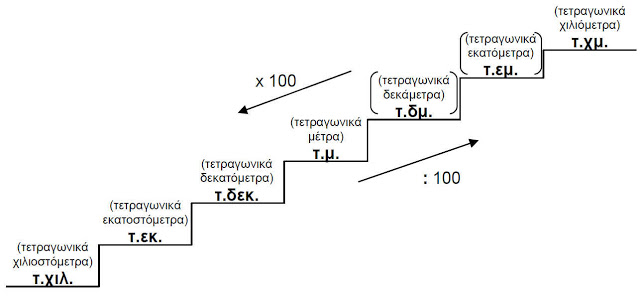 (τετραγωνικά
χιλιόμετρα)
τ.χμ.
(τετραγωνικά
εκατόμετρα)
τ.εμ.
(τετραγωνικά
δεκάμετρα)
τ.δμ.
x 100
(τετραγωνικά
μέτρα)
τ.μ.
: 100
(τετραγωνικά
δεκατόμετρα)
τ.δεκ.
(τετραγωνικά
εκατοστόμετρα)
τ.εκ.
(τετραγωνικά
χιλιοστόμετρα)
τ.χιλ.